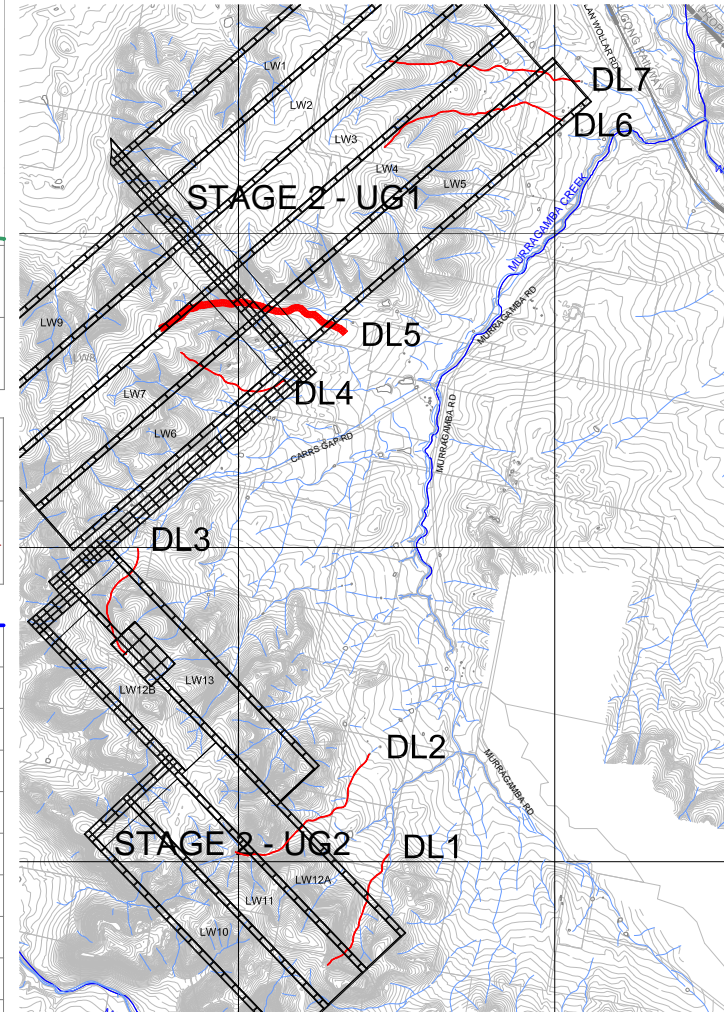 LW1
LW2
LW3
LW4
LW5
DL7
DL6
STAGE 2 - UG1
MURRAGAMBA CREEK
MURRAGAMBA RD
LW9
LW8
LW7
LW6
DL5
DL4
CARRS GAP RD
MURRAGAMBA RD
DL3
LW12B
LW13
DL2
MURRAGAMBA RD
STAGE 2 - UG2
DL1
LW12A
LW11
LW10